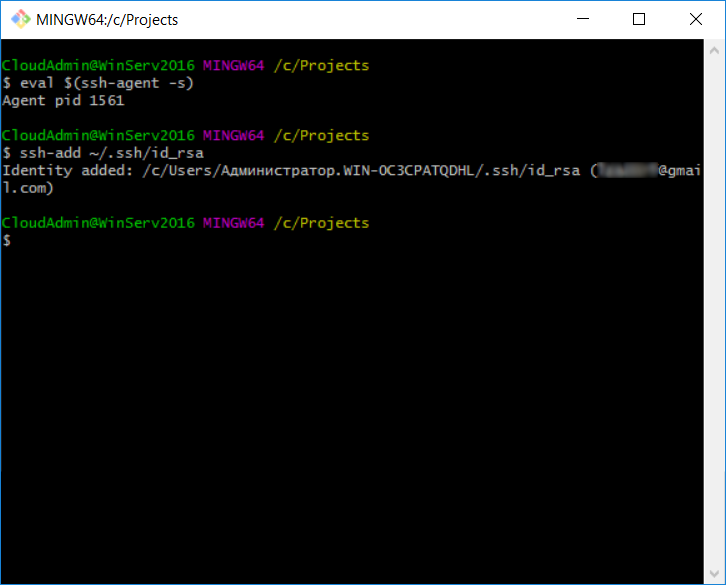 MINGW64:/c/Projects
CloudAdmin@WinServ2016 MINGW64 /c/Projects
$ eval $(ssh-agent -s)
Agent pid 1561
CloudAdmin@WinServ2016 MINGW64 /c/Projects
$ ssh-add ~/.ssh/id_rsa
Identity added: /c/Users/Администратор.WIN-OC3CPATQDHL/.ssh/id_rsa (@gmai
l.com)
CloudAdmin@WinServ2016 MINGW64 /c/Projects
$